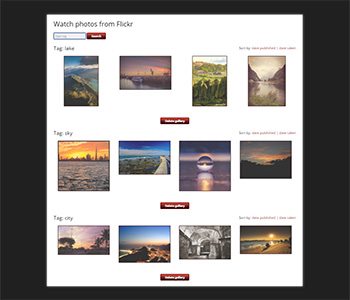 Watch photos from Flickr
Search
Tag: lake
Sort by: date published | date taken
Delete gallery
Tag: sky
Sort by: date published | date taken
Delete gallery
Tag: city
Sort by: date published | date taken
Delete gallery